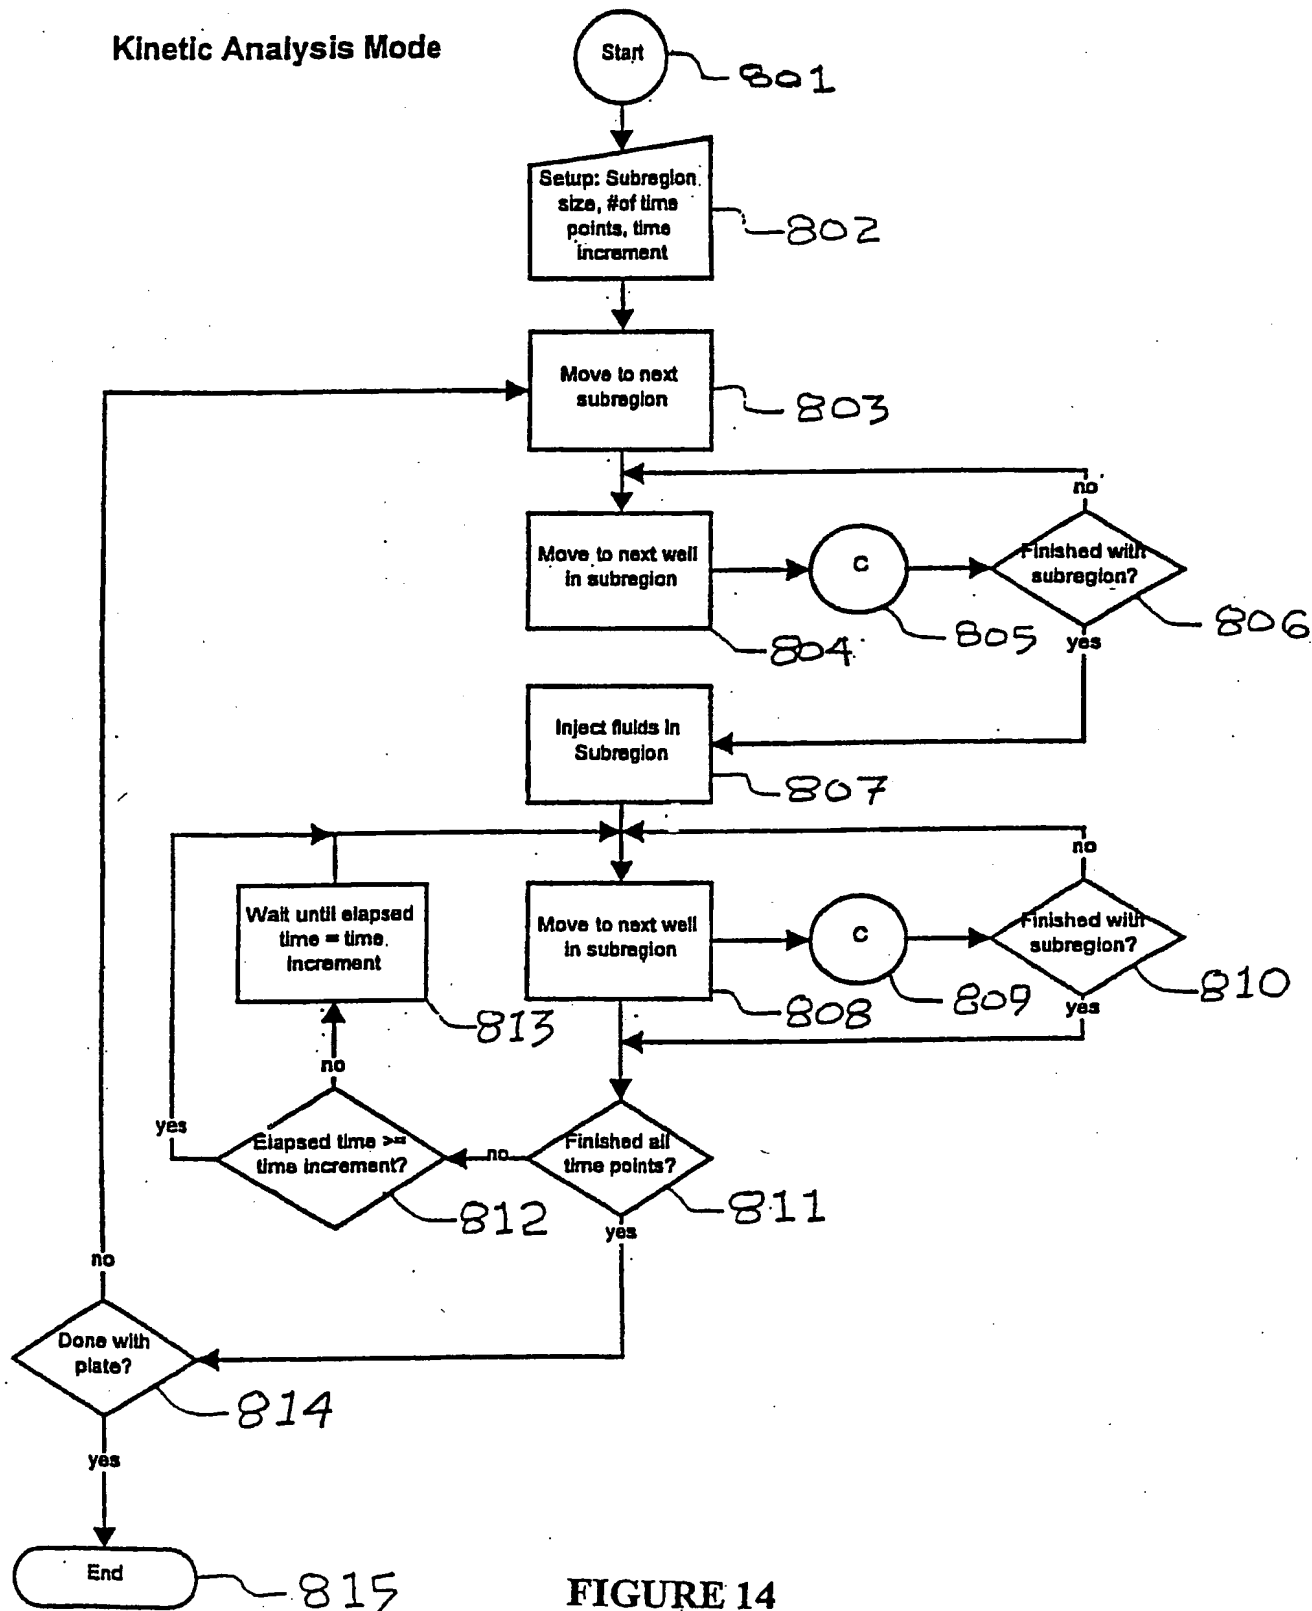 Kinetic Analysis Mode
Start
801
Setup: Subregion
size, #of time
points, time
increment
802
Move to next
subregion
803
no
Move to next well
in subregion
804
C
805
Finished with
subregion?
806
yes
Inject fluids in
Subregion
807
no
Wait until elapsed
time = time
increment
813
Move to next well
in subregion
808
C
809
Finished with
subregion?
810
yes
no
yes
Elapsed time >=
time increment?
812
no
Finished all
time points?
811
yes
no
Done with
plate?
814
yes
End
815
FIGURE 14